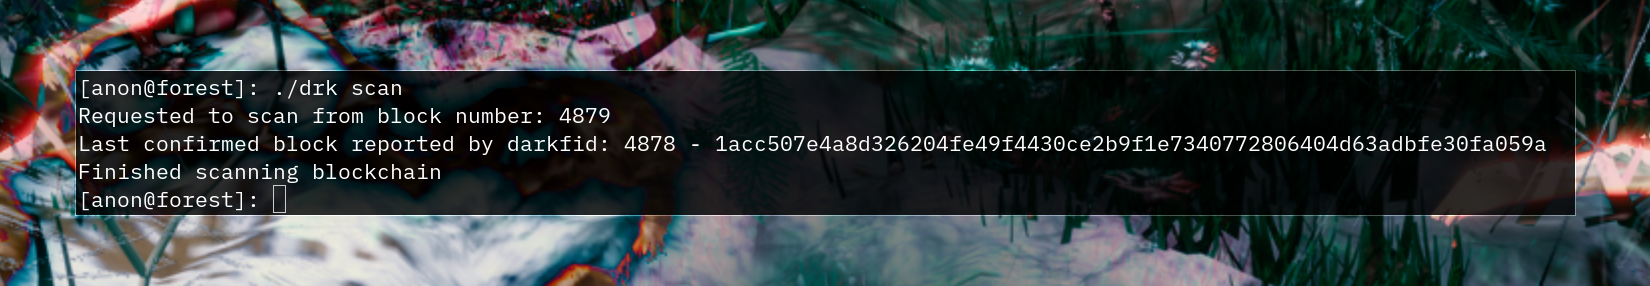 [anon@forest]: ./drk scan
Requested to scan from block number: 4879
Last confirmed block reported by darkfid: 4878 - 1acc507e4a8d326204fe49f4430ce2b9f1e7340772806404d63adbfe30fa059a
Finished scanning blockchain
[anon@forest]: